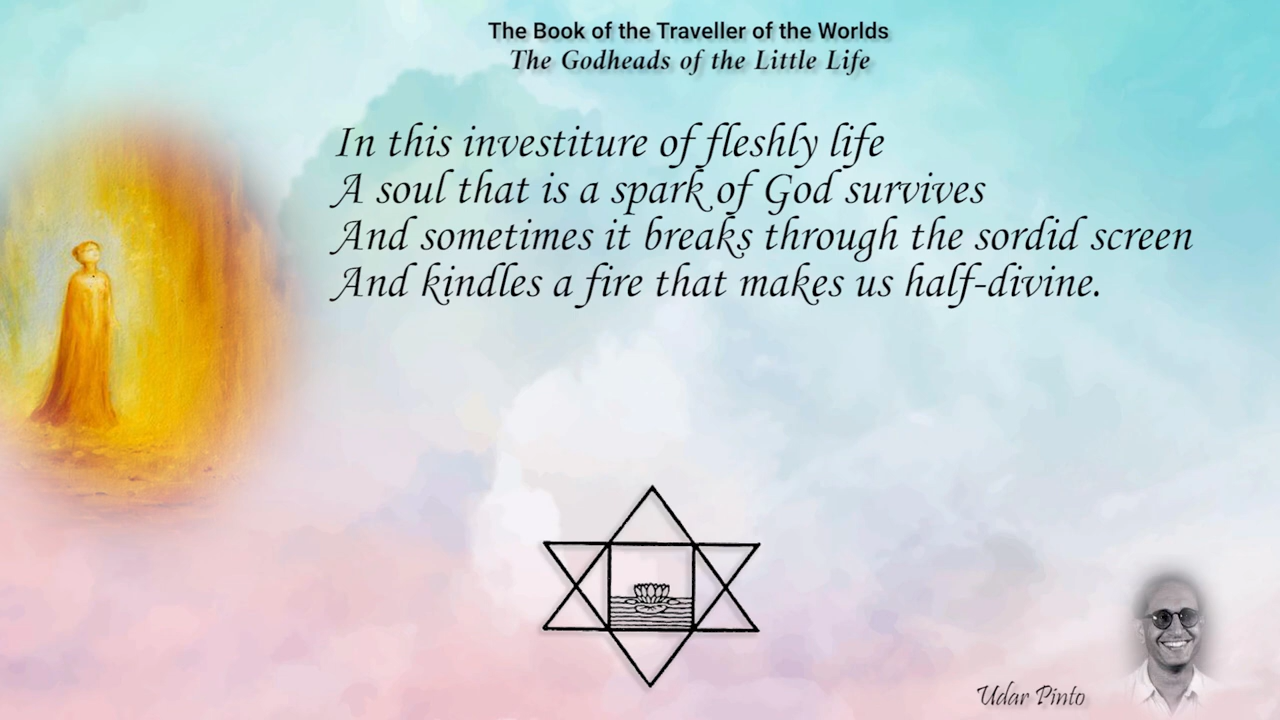 The Book of the Traveller of the Worlds
The Godheads of the Little Life
In this investiture of fleshly life
A soul that is a spark of God survives
And sometimes it breaks through the sordid screen
And kindles a fire that makes us half-divine.
Udar Pinto